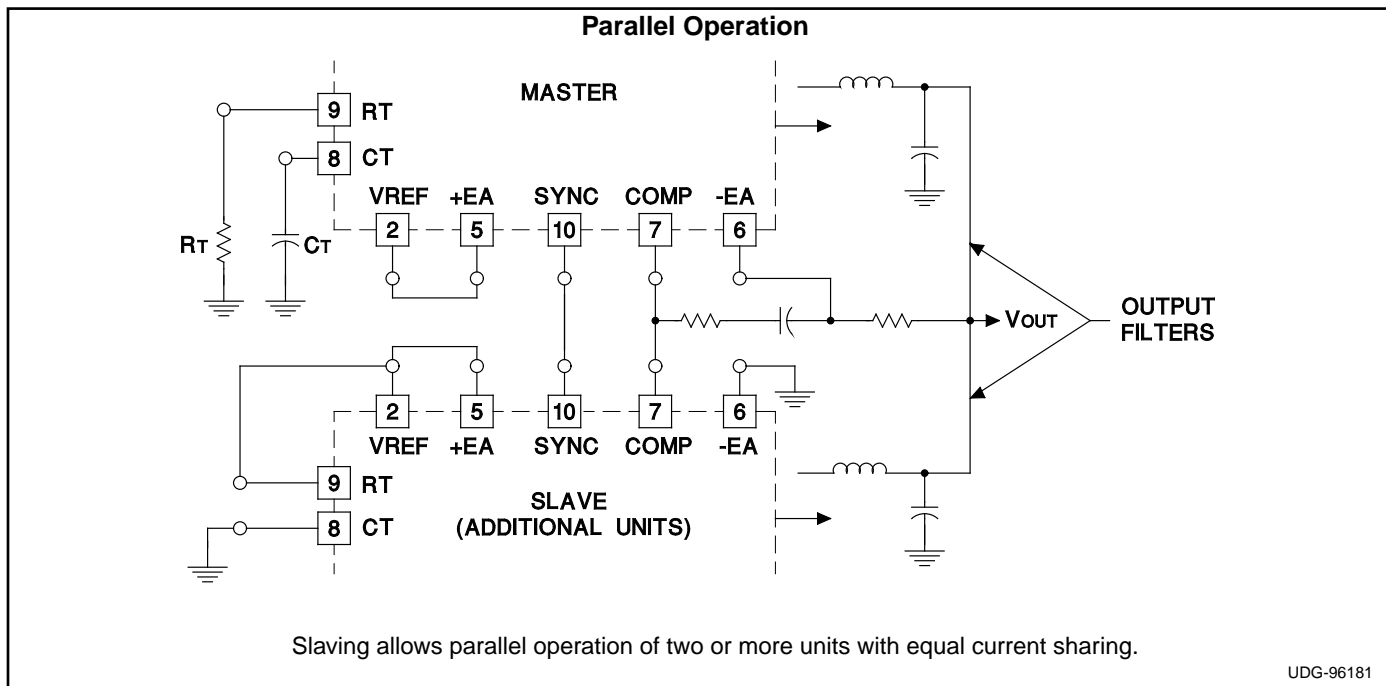 Parallel Operation
MASTER
9 RT
8 CT
VREF +EA SYNC COMP -EA
2 5 10 7 6
RT
CT
VOUT
OUTPUT
FILTERS
2 5 10 7 6
VREF +EA SYNC COMP -EA
9 RT
8 CT
SLAVE
(ADDITIONAL UNITS)
Slaving allows parallel operation of two or more units with equal current sharing.
UDG-96181